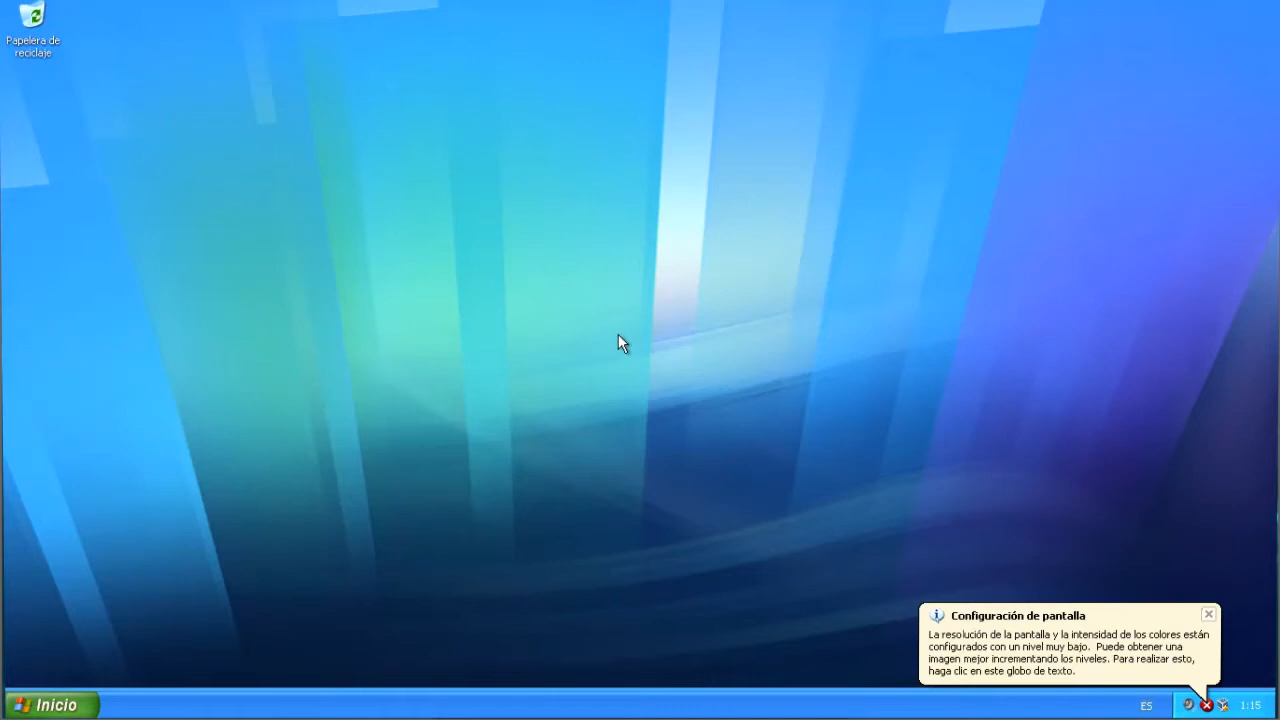 Papelera de
reciclaje
Configuración de pantalla
La resolución de la pantalla y la intensidad de los colores están
configurados con un nivel muy bajo. Puede obtener una
imagen mejor incrementando los niveles. Para realizar esto,
haga clic en este globo de texto.
Inicio
ES
1:15